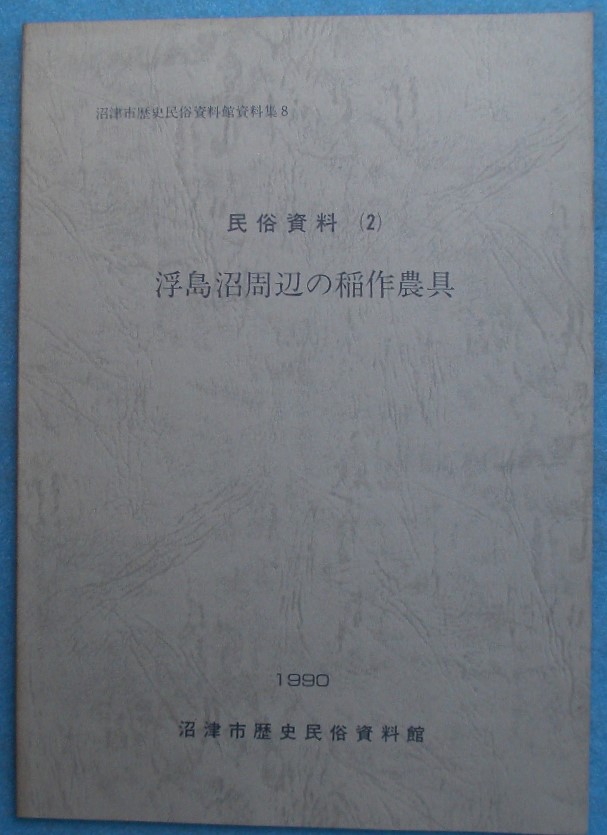 沼津市歴史民俗資料館資料集8
民俗資料 (2)
浮島沼周辺の稲作農具
1990
沼津市歴史民俗資料館